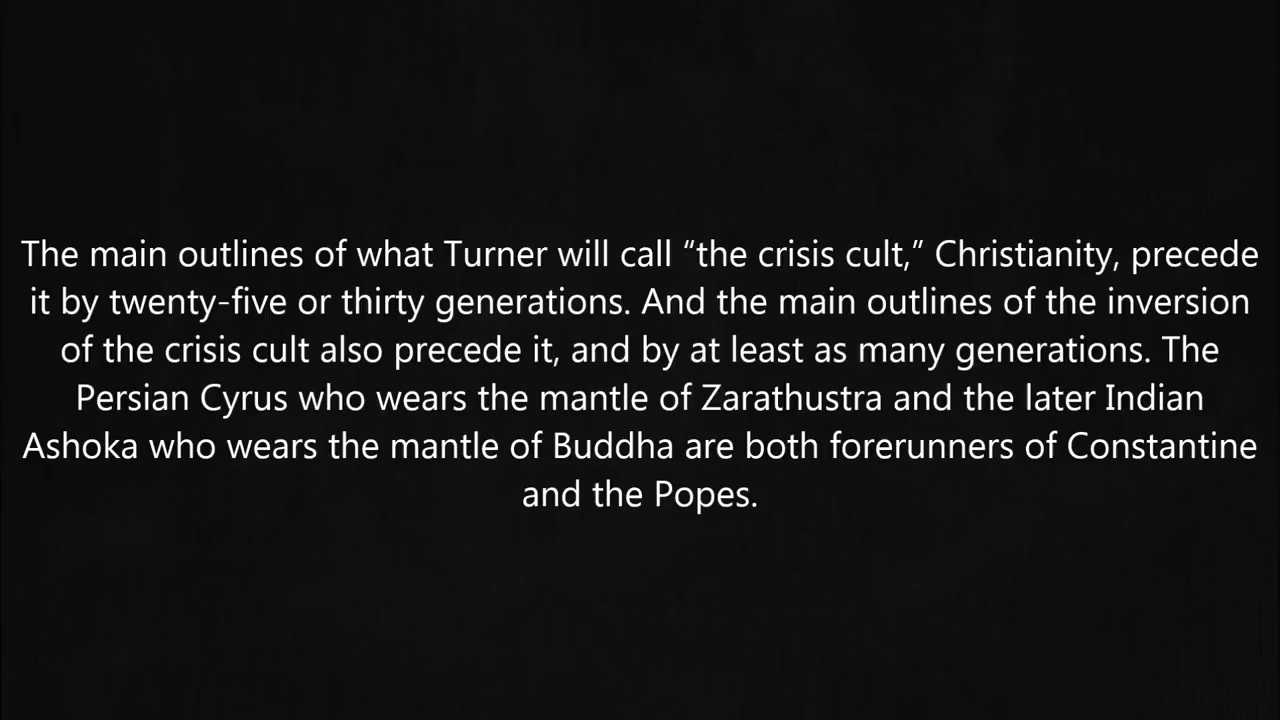 The main outlines of what Turner will call “the crisis cult,” Christianity, precede
it by twenty-five or thirty generations. And the main outlines of the inversion
of the crisis cult also precede it, and by at least as many generations. The
Persian Cyrus who wears the mantle of Zarathustra and the later Indian
Ashoka who wears the mantle of Buddha are both forerunners of Constantine
and the Popes.